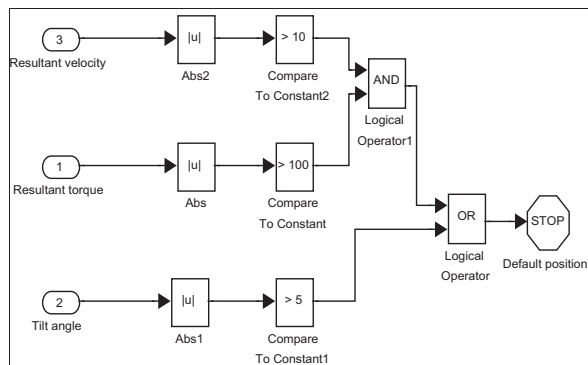 3
Resultant velocity
|u|
Abs2
> 10
Compare
To Constant2
AND
Logical
Operator1
1
Resultant torque
|u|
Abs
> 100
Compare
To Constant
OR
Logical
Operator
STOP
Default position
2
Tilt angle
|u|
Abs1
> 5
Compare
To Constant1